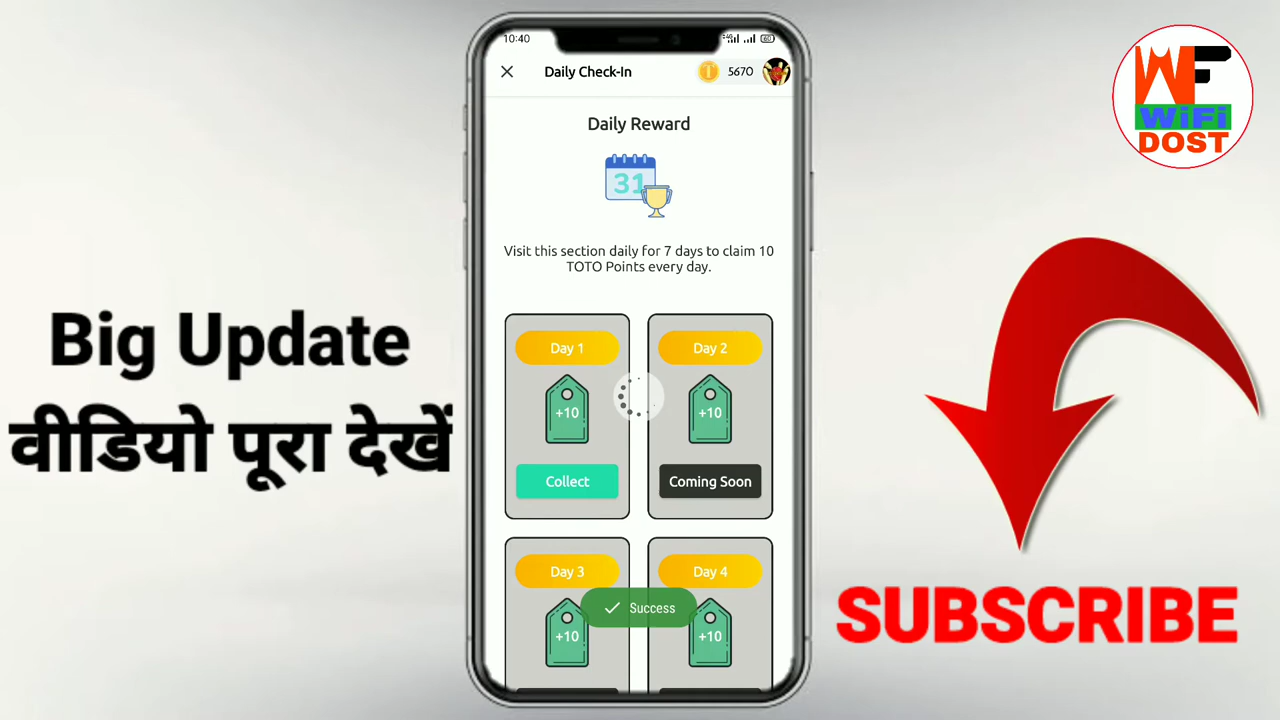 10:40
Daily Check-In
T
5670
WF
WiFi
DOST
Daily Reward
31
Visit this section daily for 7 days to claim 10
TOTO Points every day.
Big Update
वीडियो पूरा देखें
Day 1
Day 2
+10
+10
Collect
Coming Soon
Day 3
Day 4
Success
+10
+10
SUBSCRIBE